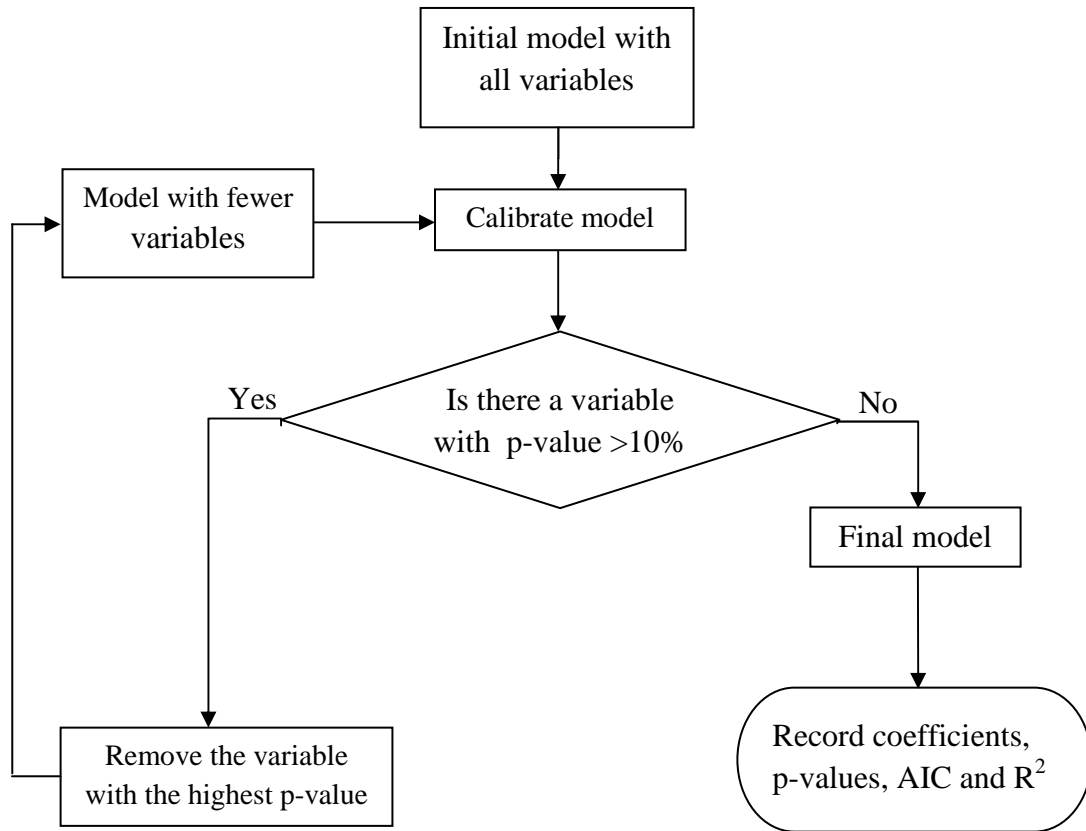 Initial model with
all variables
Model with fewer
variables
Calibrate model
Yes
Is there a variable
with p-value >10%
No
Final model
Remove the variable
with the highest p-value
Record coefficients,
p-values, AIC and R²